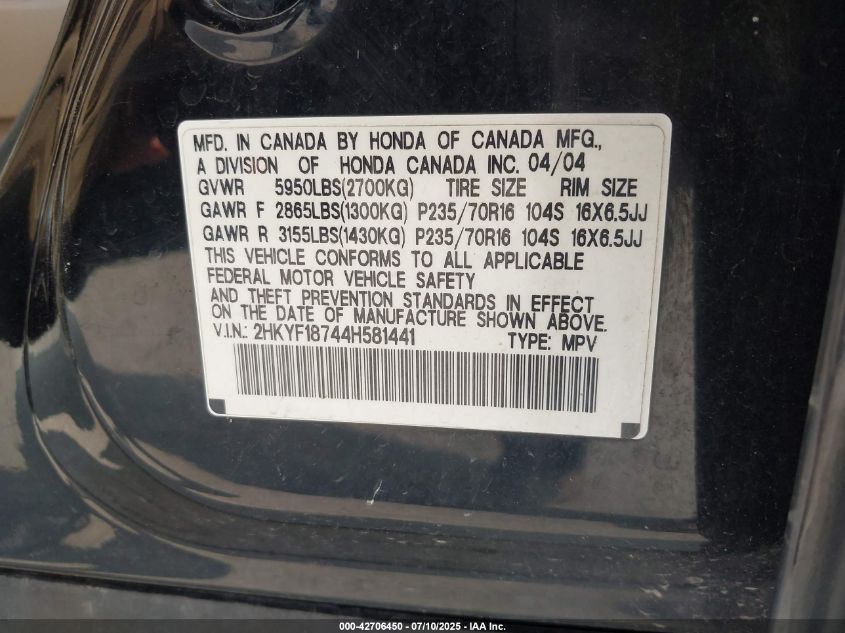 MFD. IN CANADA BY HONDA OF CANADA MFG.,
A DIVISION OF HONDA CANADA INC. 04/04
GVWR 5950LBS(2700KG) TIRE SIZE RIM SIZE
GAWR F 2865LBS(1300KG) P235/70R16 104S 16X6.5JJ
GAWR R 3155LBS(1430KG) P235/70R16 104S 16X6.5JJ
THIS VEHICLE CONFORMS TO ALL APPLICABLE
FEDERAL MOTOR VEHICLE SAFETY
AND THEFT PREVENTION STANDARDS IN EFFECT
ON THE DATE OF MANUFACTURE SHOWN ABOVE.
V.I.N.: 2HKYF18744H581441 TYPE: MPV
000-42706450 - 07/10/2025 - IAA Inc.